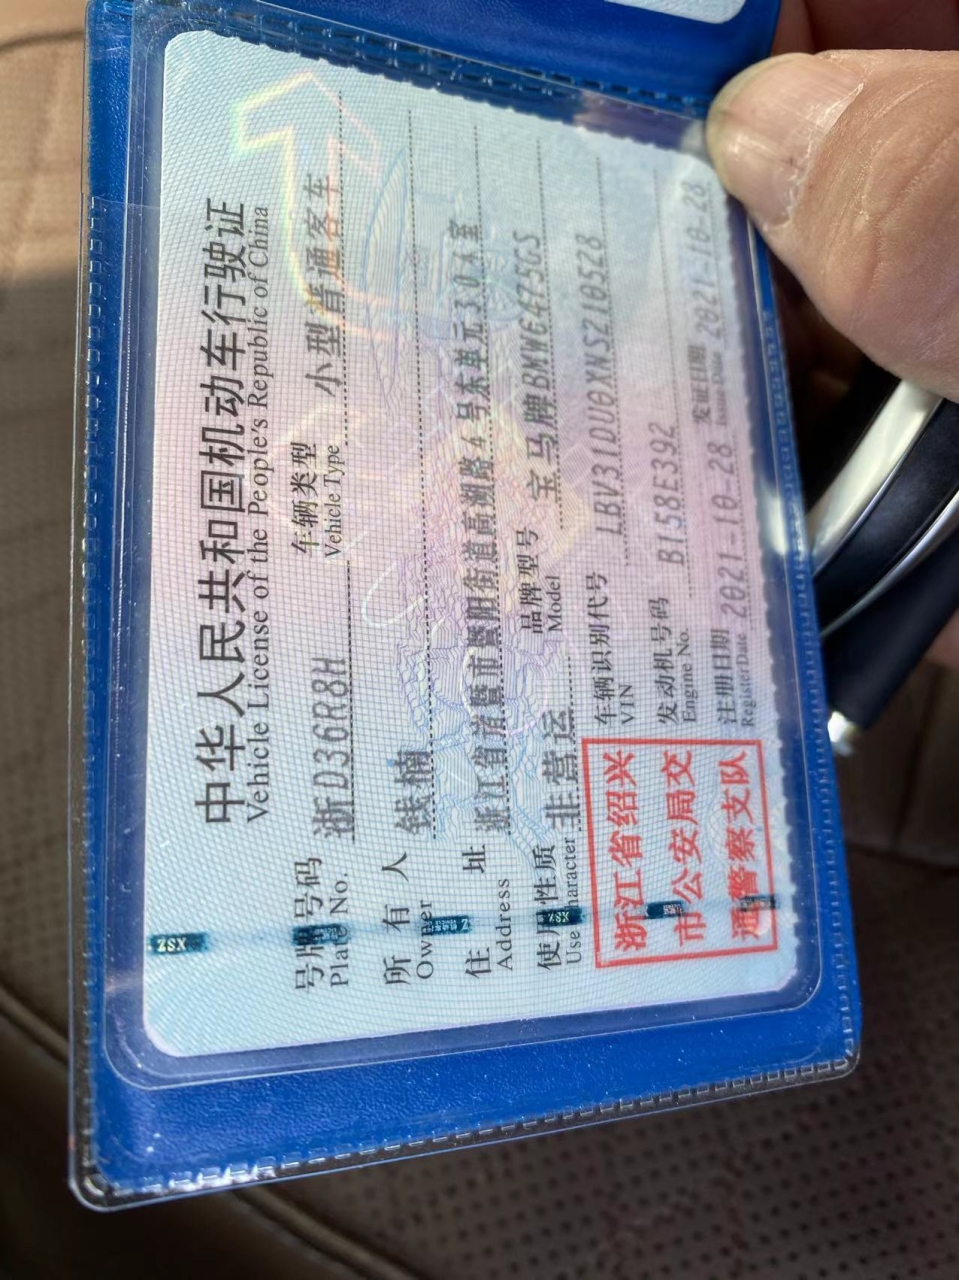 中华人民共和国机动车行驶证
Vehicle License of the People's Republic of China
号牌号码 浙D36R8H 车辆类型 小型普通客车
Plate No. Vehicle Type
所有人 钱楠
Owner
住址 浙江省诸暨市暨阳街道高湖路4号东单元304室
Address
使用性质 非营运 品牌型号 宝马牌BMW6475GS
Use Character Model
浙江省绍兴
市公安局交
通警察支队
车辆识别代号 LBV31DU0XNS210528
VIN
发动机号码 B158E392
Engine No.
注册日期 2021-10-28 发证日期 2021-10-28
Register Date Issue Date
XSZ